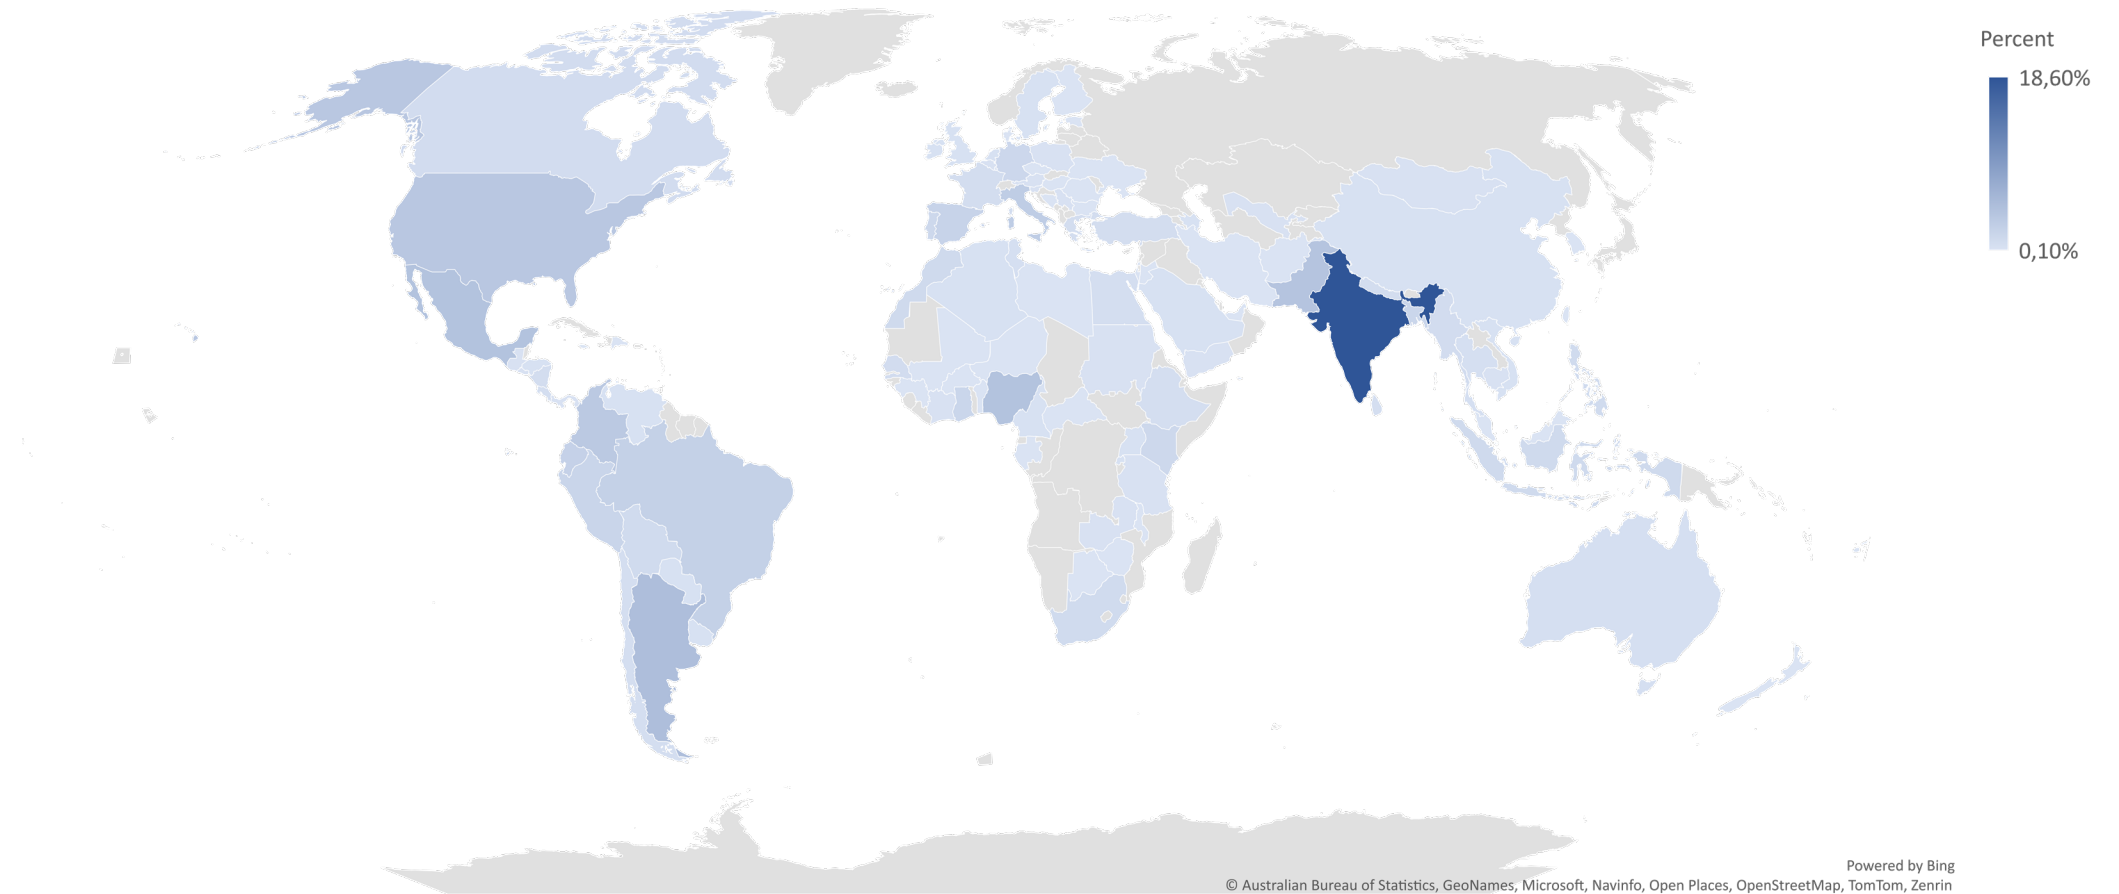 Percent
18,60%
0,10%
Powered by Bing
© Australian Bureau of Statistics, GeoNames, Microsoft, Navinfo, Open Places, OpenStreetMap, TomTom, Zenrin